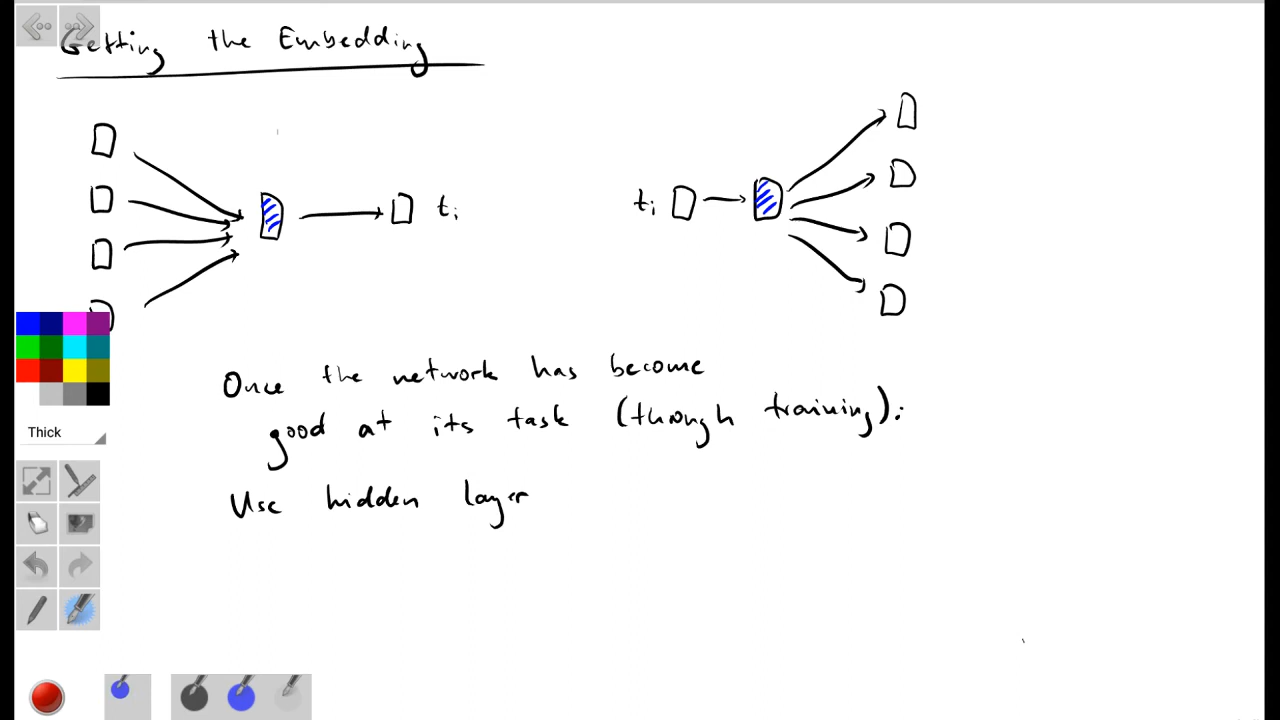 Getting the Embedding
ti
ti
Once the network has become
good at its task (though training):
Use hidden layer
Thick